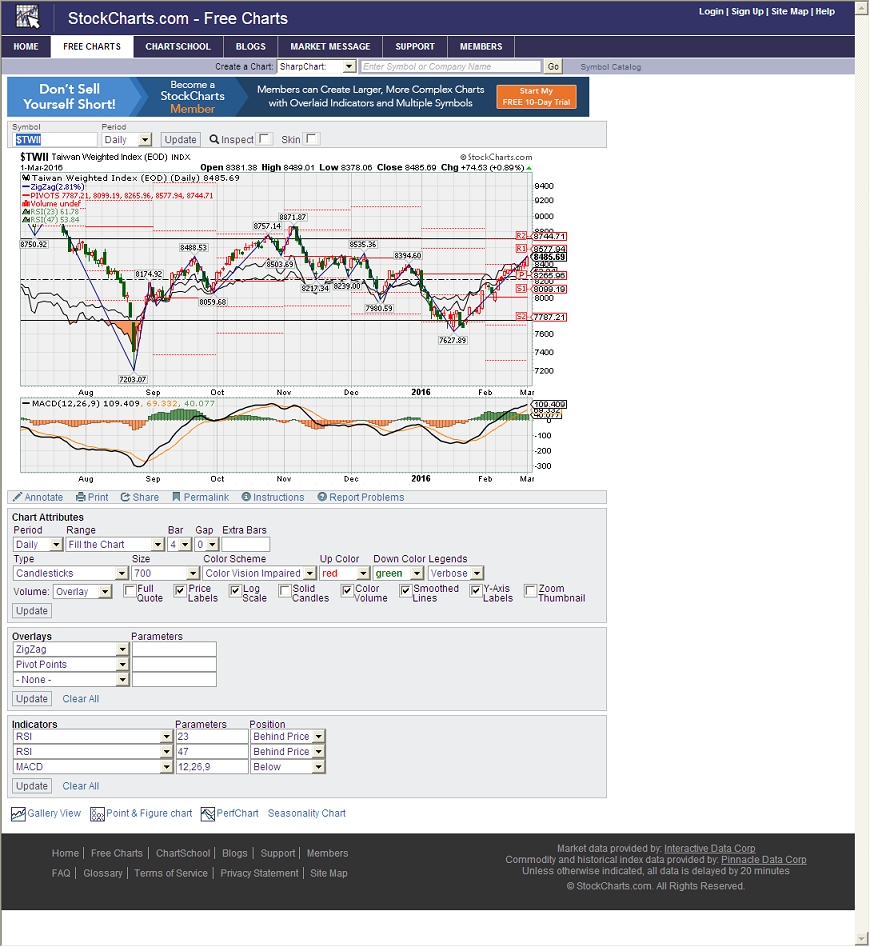 StockCharts.com - Free Charts
Login | Sign Up | Site Map | Help
HOME FREE CHARTS CHARTSCHOOL BLOGS MARKET MESSAGE SUPPORT MEMBERS
Create a Chart: SharpChart: Enter Symbol or Company Name Go Symbol Catalog
Don't Sell
Yourself Short!
Become a
StockCharts
Member
Members can Create Larger, More Complex Charts
with Overlaid Indicators and Multiple Symbols
Start My
FREE 10-Day Trial
Symbol Period
$TWII Daily Update Inspect Skin
$TWII Taiwan Weighted Index (EOD) INDX © StockCharts.com
1-Mar-2016 Open 8381.38 High 8489.01 Low 8378.06 Close 8485.69 Chg +74.53 (+0.89%)
Taiwan Weighted Index (EOD) (Daily) 8485.69
ZigZag(2.81%)
PIVOTS 7787.21, 8099.19, 8265.96, 8577.94, 8744.71
Volume undef
RSI(23) 61.78
RSI(47) 53.84
9400
9200
9000
8871.87
8757.14
8750.92
8488.53
8535.36
8394.60
8503.69
8174.92
8059.68
8217.34
8239.00
7980.59
7627.89
7203.07
R2 8744.71
R1 8577.94
8485.69
8400
P 8265.96
8200
S1 8099.19
8000
S2 7787.21
7600
7400
7200
Aug Sep Oct Nov Dec 2016 Feb Mar
MACD(12,26,9) 109.409, 69.332, 40.077
109.409
69.332
40.077
0
-100
-200
-300
Aug Sep Oct Nov Dec 2016 Feb Mar
Annotate Print Share Permalink Instructions Report Problems
Chart Attributes
Period Range Bar Gap Extra Bars
Daily Fill the Chart 4 0
Type Size Color Scheme Up Color Down Color Legends
Candlesticks 700 Color Vision Impaired red green Verbose
Volume: Overlay Full Quote Price Labels Log Scale Solid Candles Color Volume Smoothed Lines Y-Axis Labels Zoom Thumbnail
Update
Overlays Parameters
ZigZag
Pivot Points
- None -
Update Clear All
Indicators Parameters Position
RSI 23 Behind Price
RSI 47 Behind Price
MACD 12,26,9 Below
Update Clear All
Gallery View Point & Figure chart PerfChart Seasonality Chart
Home | Free Charts | ChartSchool | Blogs | Support | Members
FAQ | Glossary | Terms of Service | Privacy Statement | Site Map
Market data provided by: Interactive Data Corp
Commodity and historical index data provided by: Pinnacle Data Corp
Unless otherwise indicated, all data is delayed by 20 minutes
© StockCharts.com. All Rights Reserved.